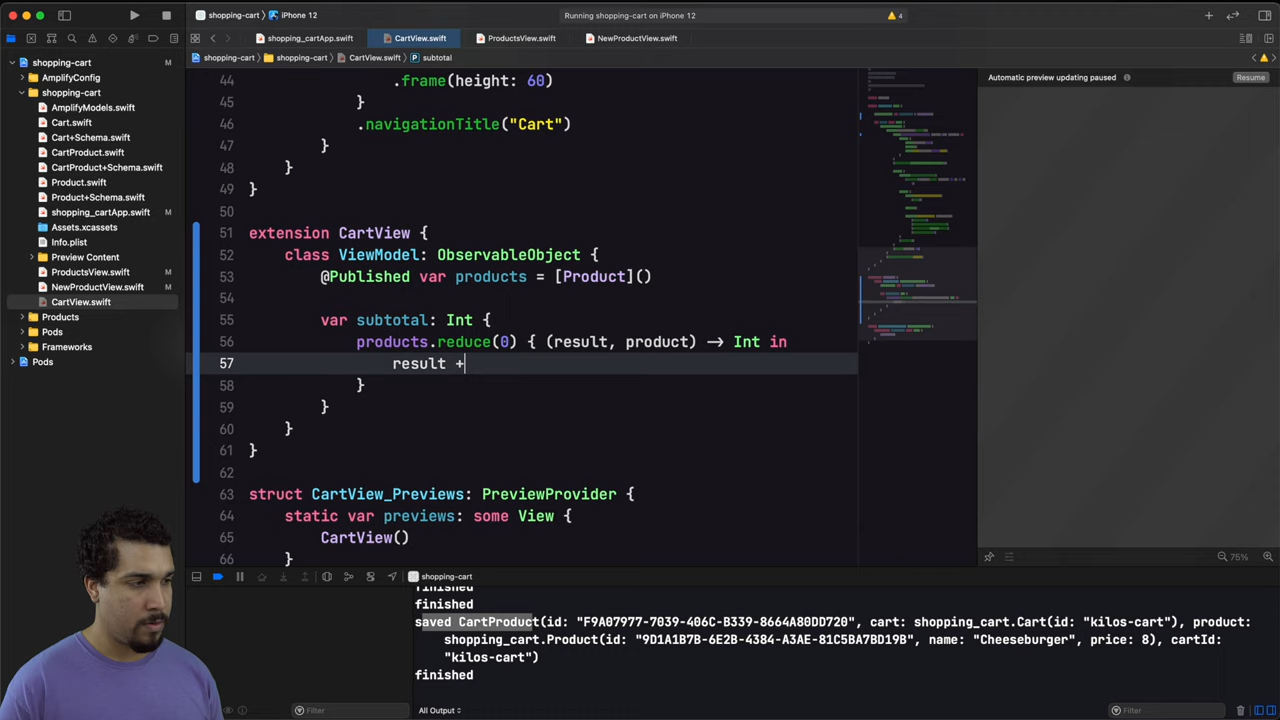 shopping-cart
iPhone 12
Running shopping-cart on iPhone 12
4
shopping_cartApp.swift
CartView.swift
ProductsView.swift
NewProductView.swift
shopping-cart
M
AmplifyConfig
shopping-cart
AmplifyModels.swift
Cart.swift
Cart+Schema.swift
CartProduct.swift
CartProduct+Schema.swift
Product.swift
Product+Schema.swift
shopping_cartApp.swift
M
Assets.xcassets
Info.plist
Preview Content
ProductsView.swift
M
NewProductView.swift
M
CartView.swift
Products
Pods
Frameworks
Pods
shopping-cart
shopping-cart
CartView.swift
P
subtotal
44 .frame(height: 60)
45 }
46 .navigationTitle("Cart")
47 }
48 }
49 }
50
51 extension CartView {
52 class ViewModel: ObservableObject {
53 @Published var products = [Product]()
54
55 var subtotal: Int {
56 products.reduce(0) { (result, product) -> Int in
57 result +
58 }
59 }
60 }
61 }
62
63 struct CartView_Previews: PreviewProvider {
64 static var previews: some View {
65 CartView()
66 }
Automatic preview updating paused
Resume
75%
shopping-cart
finished
finished
saved CartProduct(id: "F9A07977-7039-406C-B339-8664A80DD720", cart: shopping_cart.Cart(id: "kilos-cart"), product:
shopping_cart.Product(id: "9D1A1B7B-6E2B-4384-A3AE-81C5BA7BD19B", name: "Cheeseburger", price: 8), cartId:
"kilos-cart")
finished
Filter
All Output
Filter